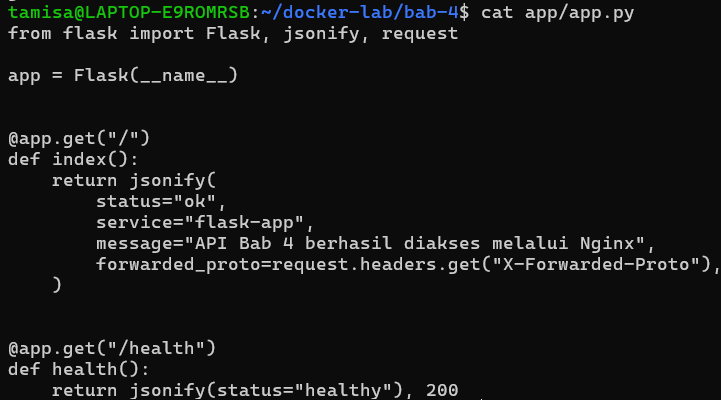 tamisa@LAPTOP-E9ROMRSB:~/docker-lab/bab-4$ cat app/app.py
from flask import Flask, jsonify, request

app = Flask(__name__)


@app.get("/")
def index():
    return jsonify(
        status="ok",
        service="flask-app",
        message="API Bab 4 berhasil diakses melalui Nginx",
        forwarded_proto=request.headers.get("X-Forwarded-Proto"),
    )


@app.get("/health")
def health():
    return jsonify(status="healthy"), 200